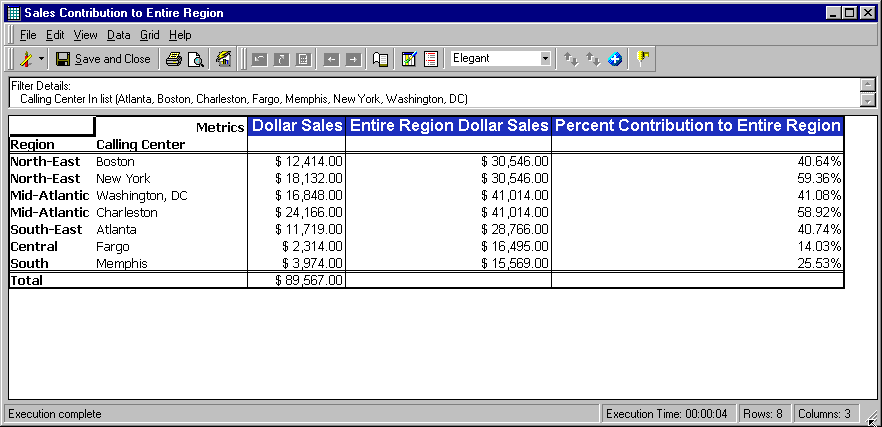 Sales Contribution to Entire Region
File Edit View Data Grid Help
Save and Close Elegant
Filter Details:
Calling Center In list (Atlanta, Boston, Charleston, Fargo, Memphis, New York, Washington, DC)
Metrics Dollar Sales Entire Region Dollar Sales Percent Contribution to Entire Region
Region Calling Center
North-East Boston $ 12,414.00 $ 30,546.00 40.64%
North-East New York $ 18,132.00 $ 30,546.00 59.36%
Mid-Atlantic Washington, DC $ 16,848.00 $ 41,014.00 41.08%
Mid-Atlantic Charleston $ 24,166.00 $ 41,014.00 58.92%
South-East Atlanta $ 11,719.00 $ 28,766.00 40.74%
Central Fargo $ 2,314.00 $ 16,495.00 14.03%
South Memphis $ 3,974.00 $ 15,569.00 25.53%
Total $ 89,567.00
Execution complete Execution Time: 00:00:04 Rows: 8 Columns: 3